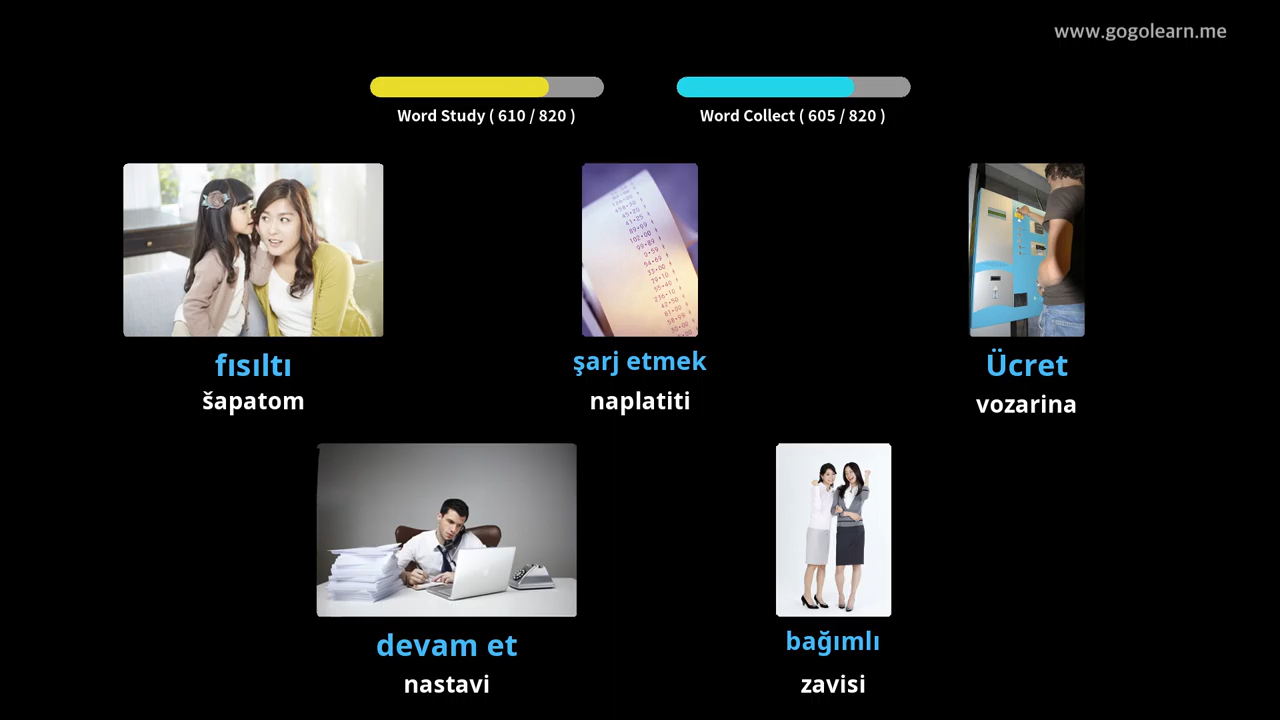 www.gogolearn.me
Word Study ( 610 / 820 )
Word Collect ( 605 / 820 )
fısıltı
šapatom
şarj etmek
naplatiti
Ücret
vozarina
devam et
nastavi
bağımlı
zavisi